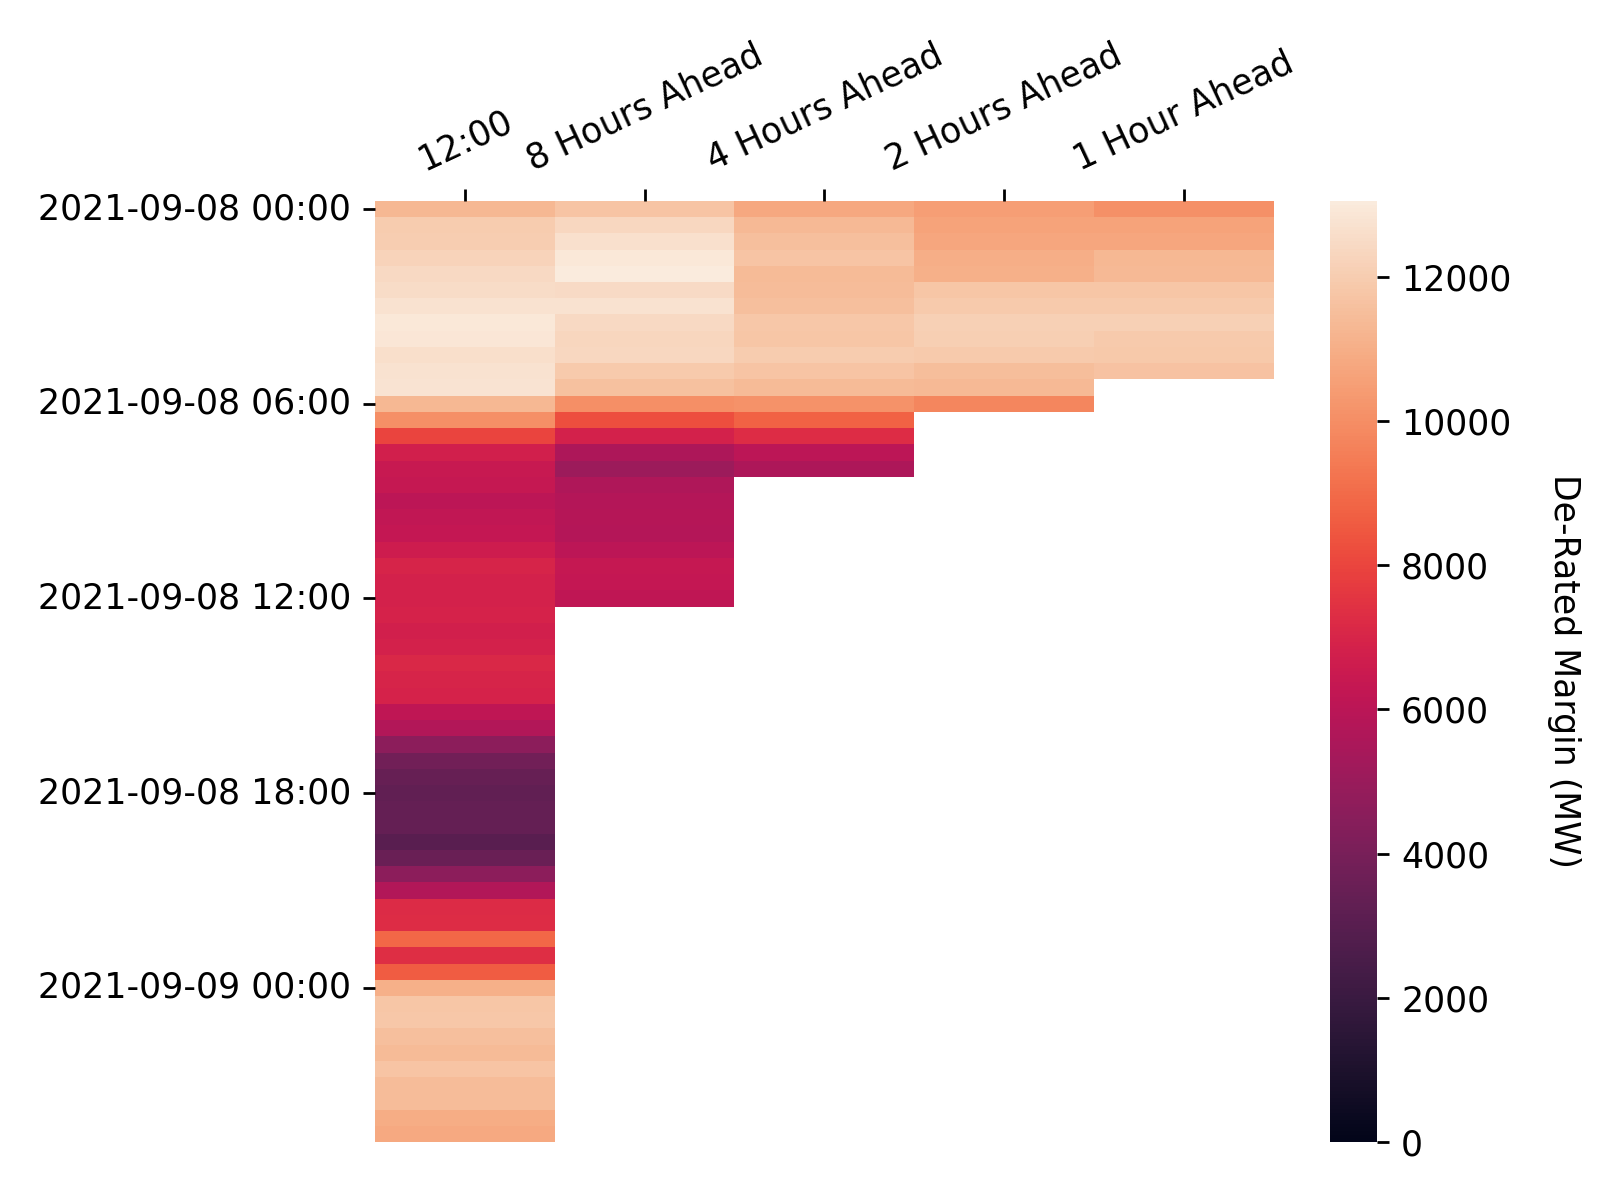 12:00
8 Hours Ahead
4 Hours Ahead
2 Hours Ahead
1 Hour Ahead
2021-09-08 00:00
2021-09-08 06:00
2021-09-08 12:00
2021-09-08 18:00
2021-09-09 00:00
12000
10000
8000
6000
4000
2000
0
De-Rated Margin (MW)